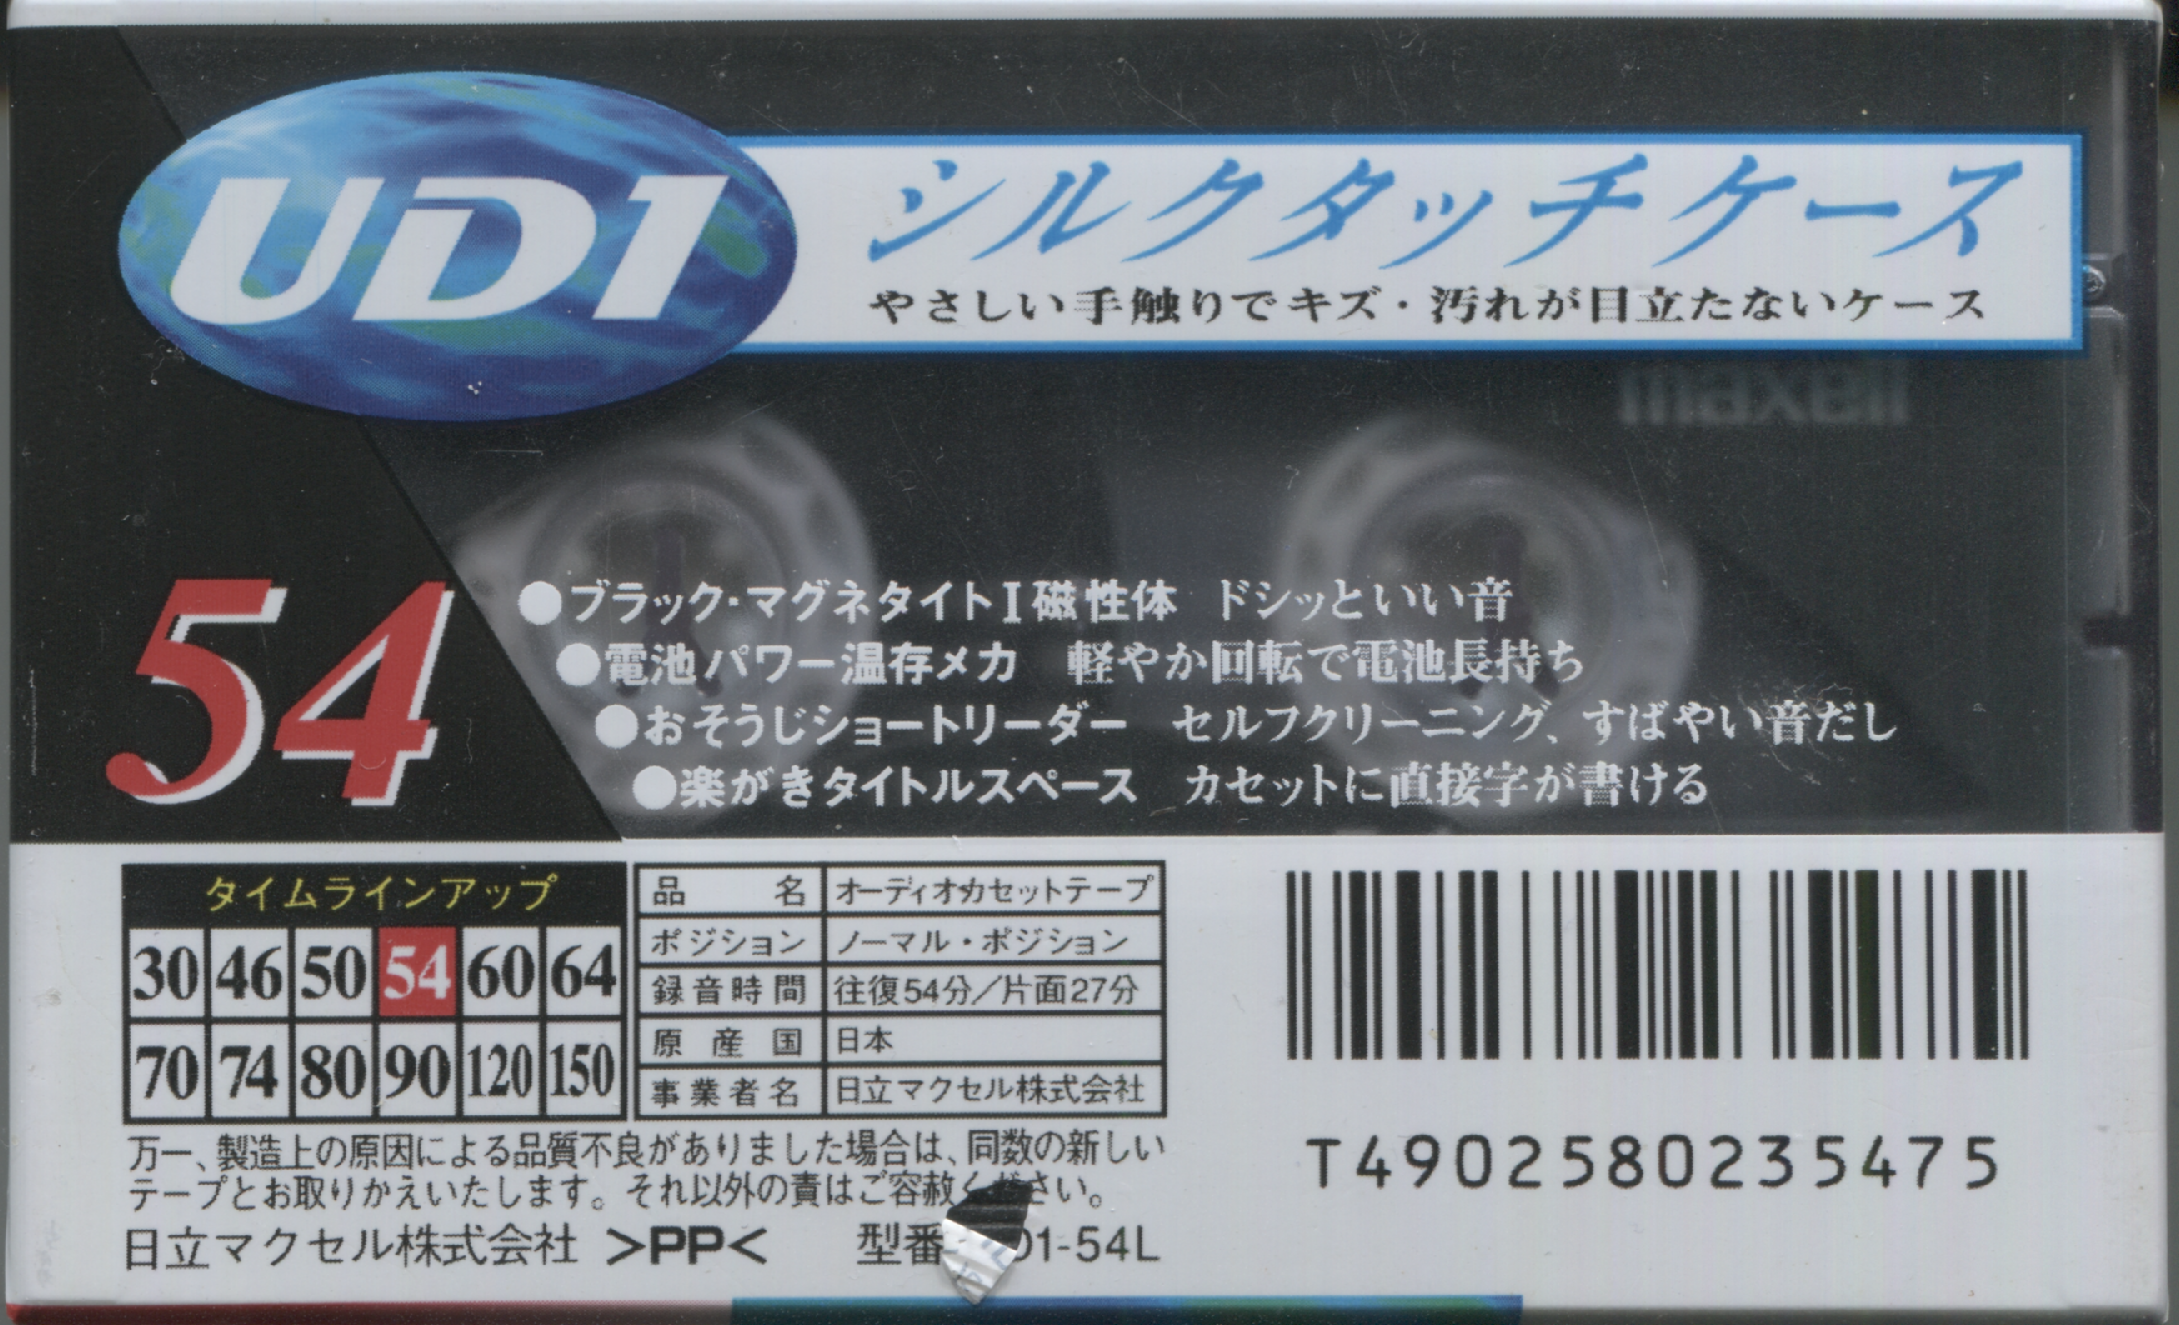 UD1
シルクタッチケース
やさしい手触りでキズ・汚れが目立たないケース
maxell
54
●ブラック・マグネタイトI磁性体 ドシッといい音
●電池パワー温存メカ 軽やか回転で電池長持ち
●おそうじショートリーダー セルフクリーニング、すばやい音だし
●楽がきタイトルスペース カセットに直接字が書ける
タイムラインアップ
30 46 50 54 60 64
70 74 80 90 120 150
品名 オーディオカセットテープ
ポジション ノーマル・ポジション
録音時間 往復54分/片面27分
原産国 日本
事業者名 日立マクセル株式会社
万一、製造上の原因による品質不良がありました場合は、同数の新しい
テープとお取りかえいたします。それ以外の責はご容赦ください。
日立マクセル株式会社 >PP< 型番 D1-54L
T4902580235475